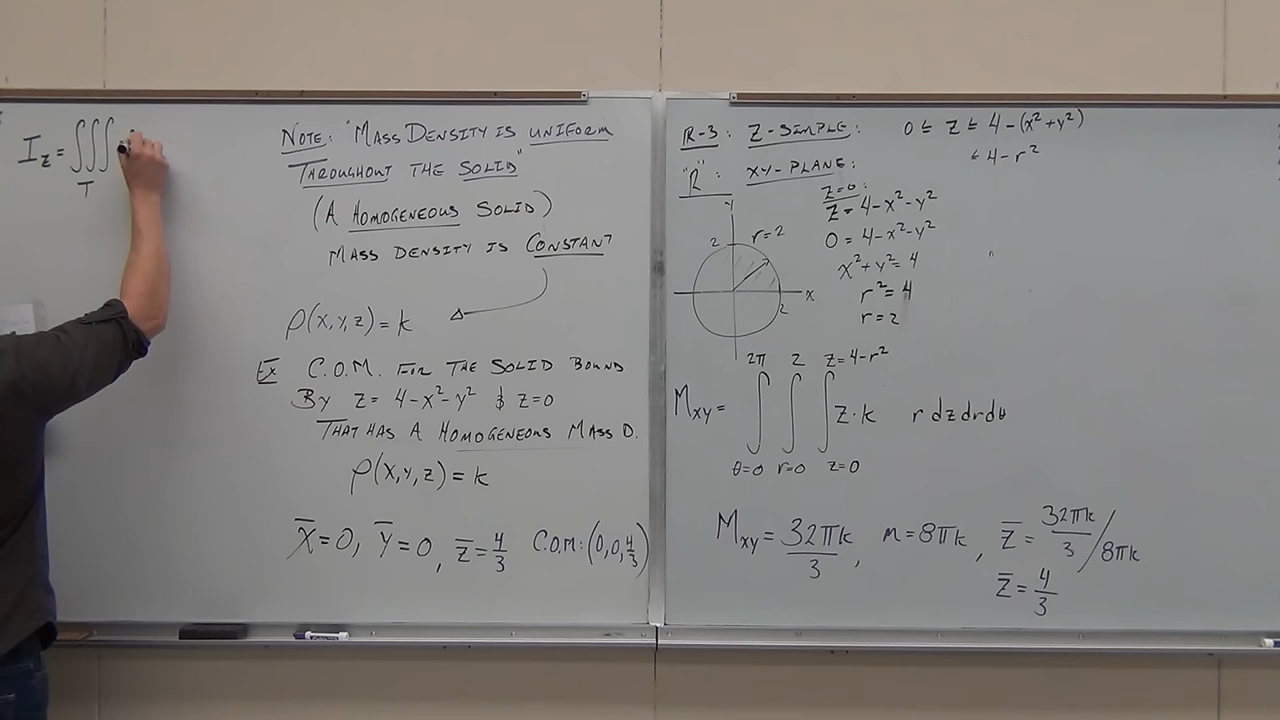 I_z = ∭_T
NOTE: "MASS DENSITY IS UNIFORM
THROUGHOUT THE SOLID"
(A HOMOGENEOUS SOLID)
MASS DENSITY IS CONSTANT
ρ(x,y,z) = k
EX C.O.M. FOR THE SOLID BOUND
BY z = 4-x²-y² & z=0
THAT HAS A HOMOGENEOUS MASS D.
ρ(x,y,z) = k
x̄=0, ȳ=0, z̄=4/3 C.O.M: (0,0,4/3)
R-3: Z-SIMPLE: 0 ≤ z ≤ 4-(x²+y²)
≤ 4-r²
"R": XY-PLANE:
z=0:
z=4-x²-y²
0=4-x²-y²
x²+y²=4
r²=4
r=2
y
2
r=2
x
2
2π 2 z=4-r²
M_xy = ∫ ∫ ∫ z·k r dz dr dθ
θ=0 r=0 z=0
M_xy = 32πk/3, m=8πk, z̄ = 32πk/3 / 8πk
z̄ = 4/3